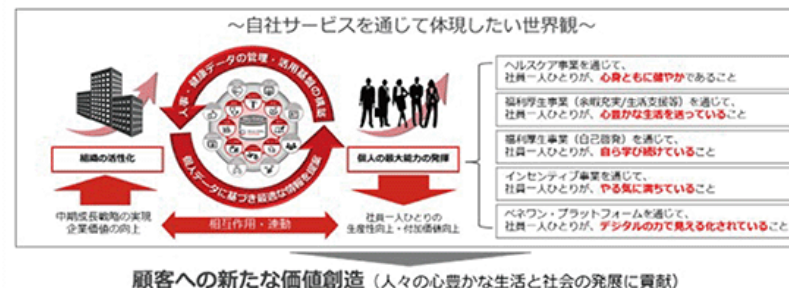 ~自社サービスを通じて体現したい世界観~
人事・健康データの管理・活用基盤の構築
個人データに基づき最適な情報を提案
組織の活性化
個人の最大能力の発揮
中期成長戦略の実現
企業価値の向上
相互作用・連動
社員一人ひとりの
生産性向上・付加価値向上
ヘルスケア事業を通じて、
社員一人ひとりが、心身ともに健やかであること
福利厚生事業(余暇充実/生活支援等)を通じて、
社員一人ひとりが、心豊かな生活を送っていること
福利厚生事業(自己啓発)を通じて、
社員一人ひとりが、自ら学び続けていること
インセンティブ事業を通じて、
社員一人ひとりが、やる気に満ちていること
ベネワン・プラットフォームを通じて、
社員一人ひとりが、デジタルの力で見える化されていること
顧客への新たな価値創造(人々の心豊かな生活と社会の発展に貢献)